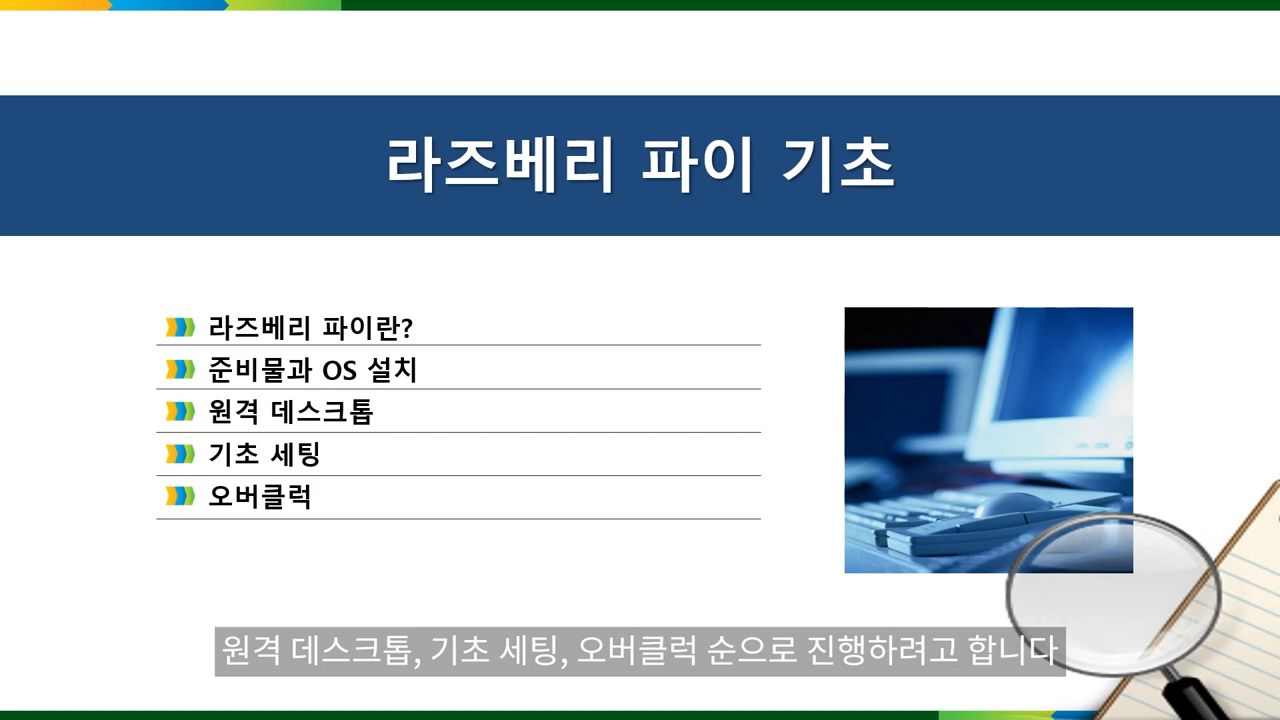 라즈베리 파이 기초
라즈베리 파이란?
준비물과 OS 설치
원격 데스크톱
기초 세팅
오버클럭
원격 데스크톱, 기초 세팅, 오버클럭 순으로 진행하려고 합니다